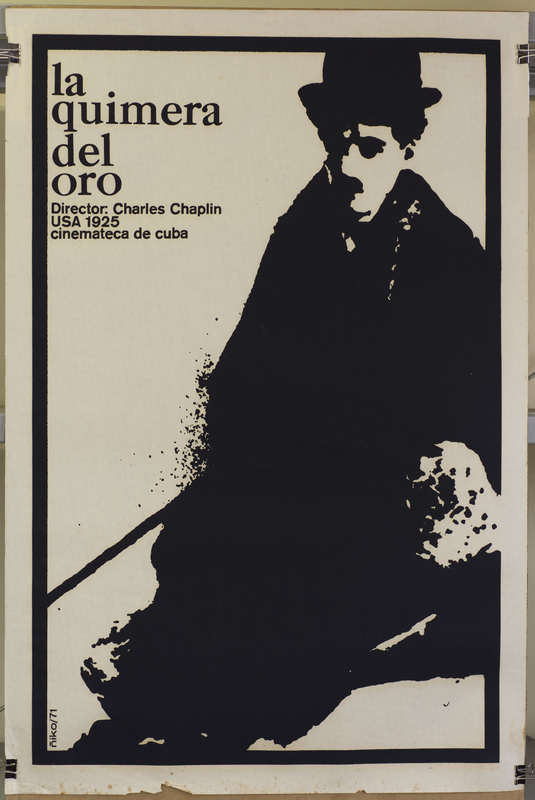 la
quimera
del
oro
Director: Charles Chaplin
USA 1925
cinemateca de cuba
ñiko/71